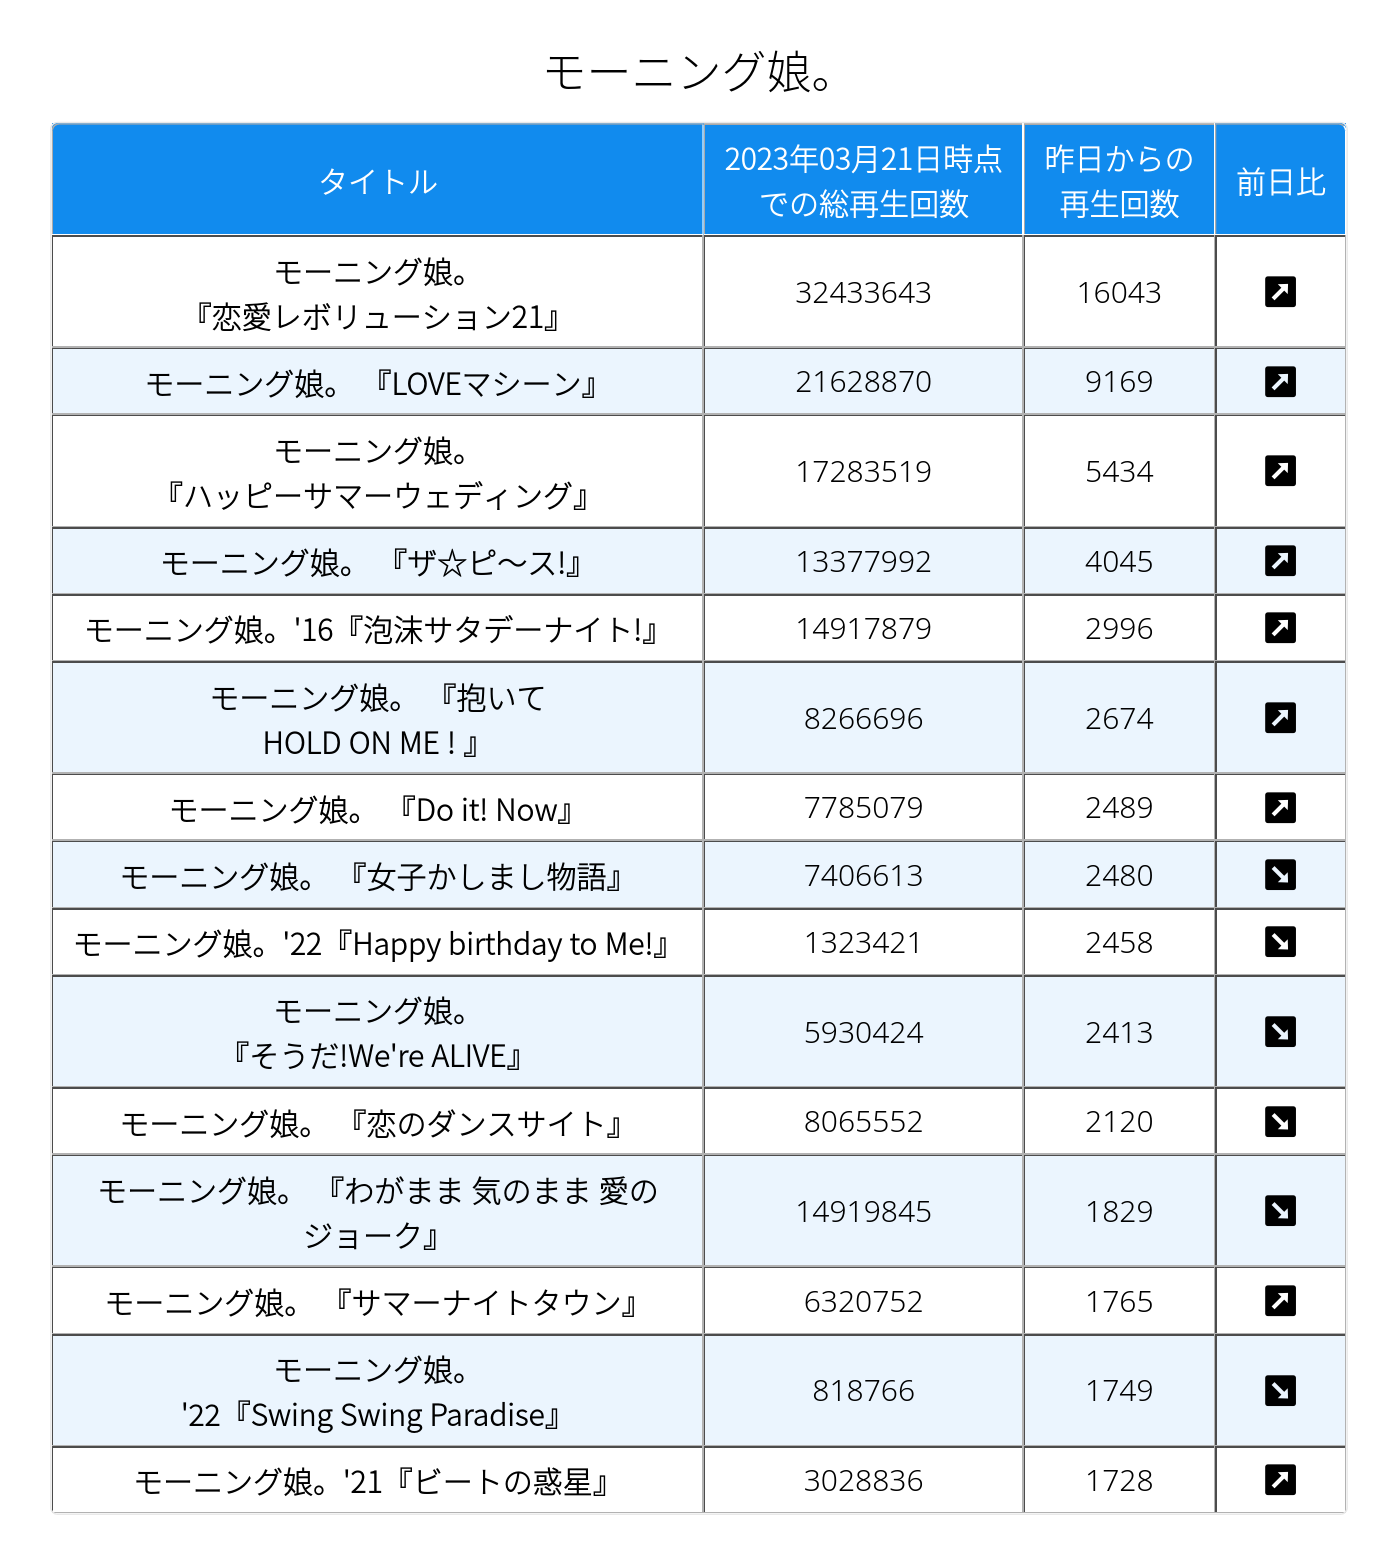 モーニング娘。
タイトル
2023年03月21日時点
での総再生回数
昨日からの
再生回数
前日比
モーニング娘。
『恋愛レボリューション21』
32433643
16043
モーニング娘。 『LOVEマシーン』
21628870
9169
モーニング娘。
『ハッピーサマーウェディング』
17283519
5434
モーニング娘。 『ザ☆ピ〜ス!』
13377992
4045
モーニング娘。'16『泡沫サタデーナイト!』
14917879
2996
モーニング娘。 『抱いて
HOLD ON ME ! 』
8266696
2674
モーニング娘。 『Do it! Now』
7785079
2489
モーニング娘。 『女子かしまし物語』
7406613
2480
モーニング娘。'22『Happy birthday to Me!』
1323421
2458
モーニング娘。
『そうだ!We're ALIVE』
5930424
2413
モーニング娘。 『恋のダンスサイト』
8065552
2120
モーニング娘。 『わがまま 気のまま 愛の
ジョーク』
14919845
1829
モーニング娘。 『サマーナイトタウン』
6320752
1765
モーニング娘。
'22『Swing Swing Paradise』
818766
1749
モーニング娘。'21『ビートの惑星』
3028836
1728